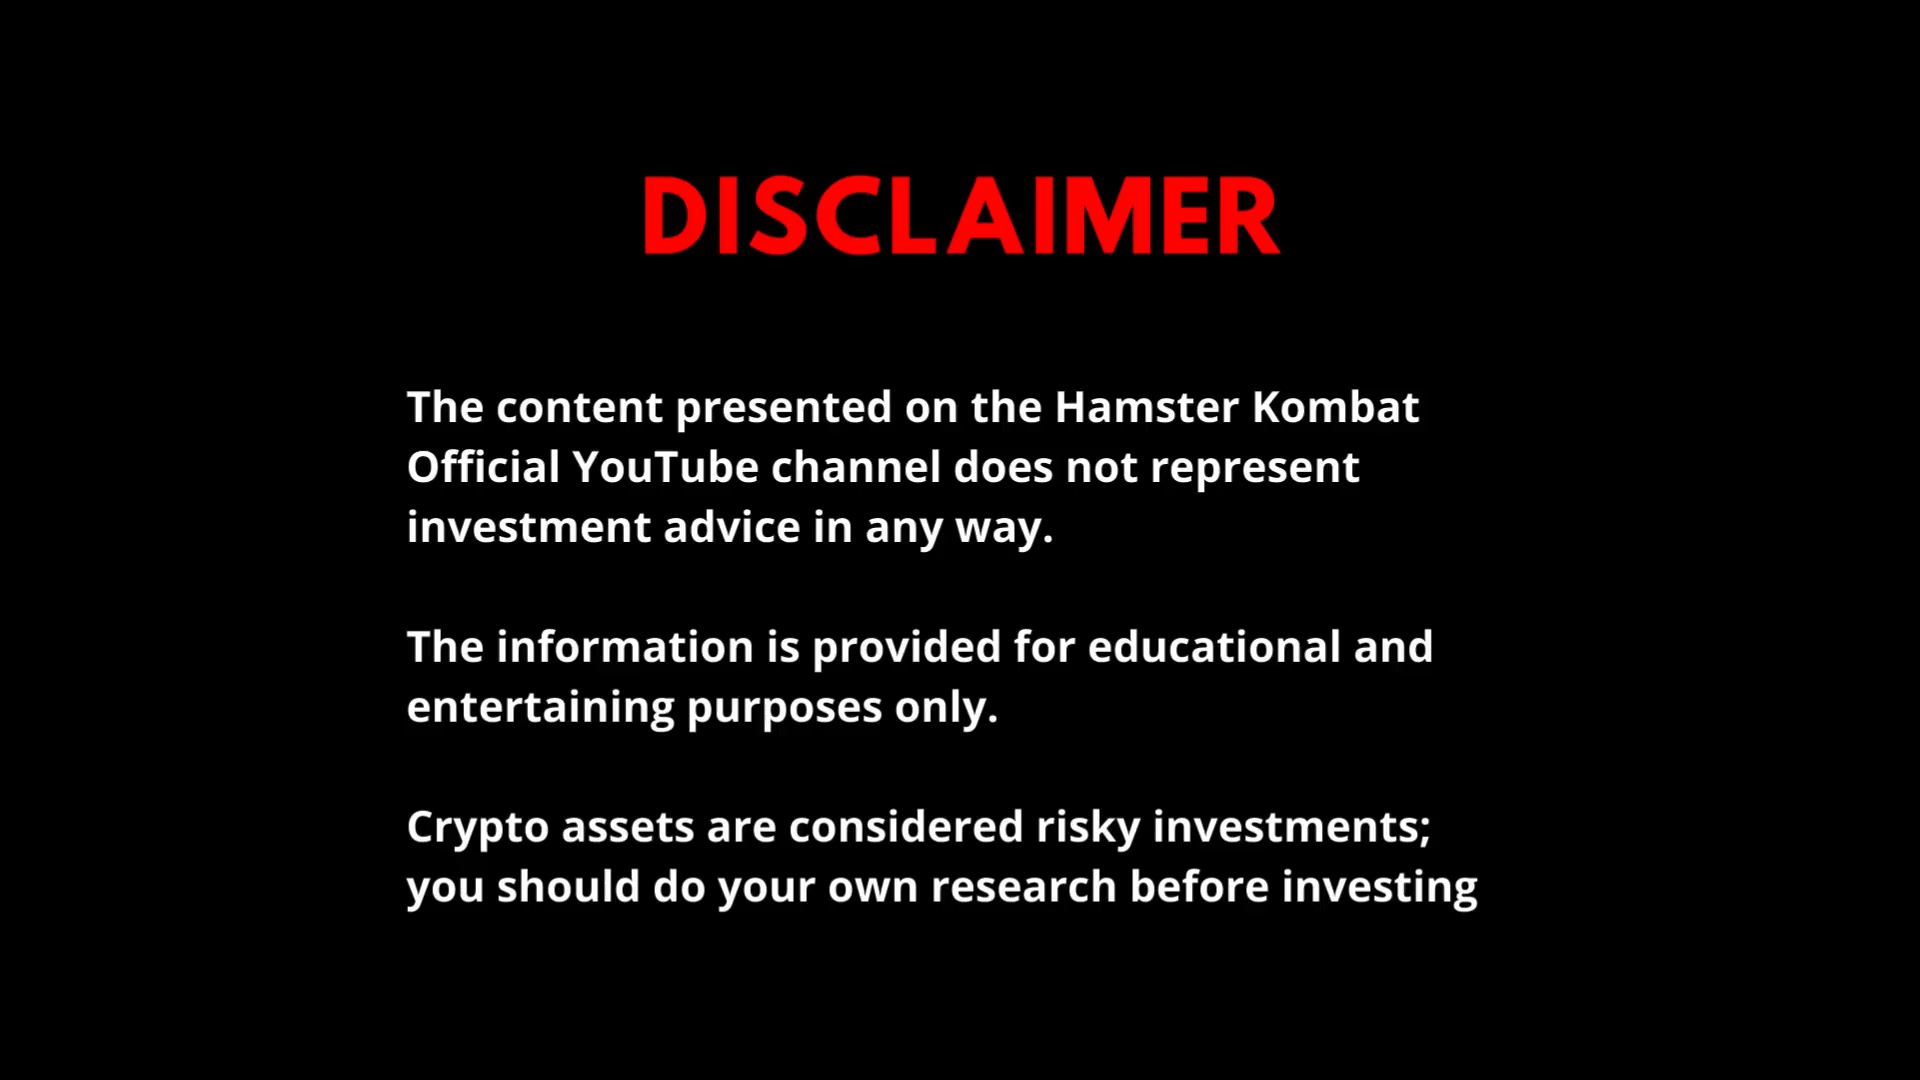 DISCLAIMER
The content presented on the Hamster Kombat
Official YouTube channel does not represent
investment advice in any way.
The information is provided for educational and
entertaining purposes only.
Crypto assets are considered risky investments;
you should do your own research before investing